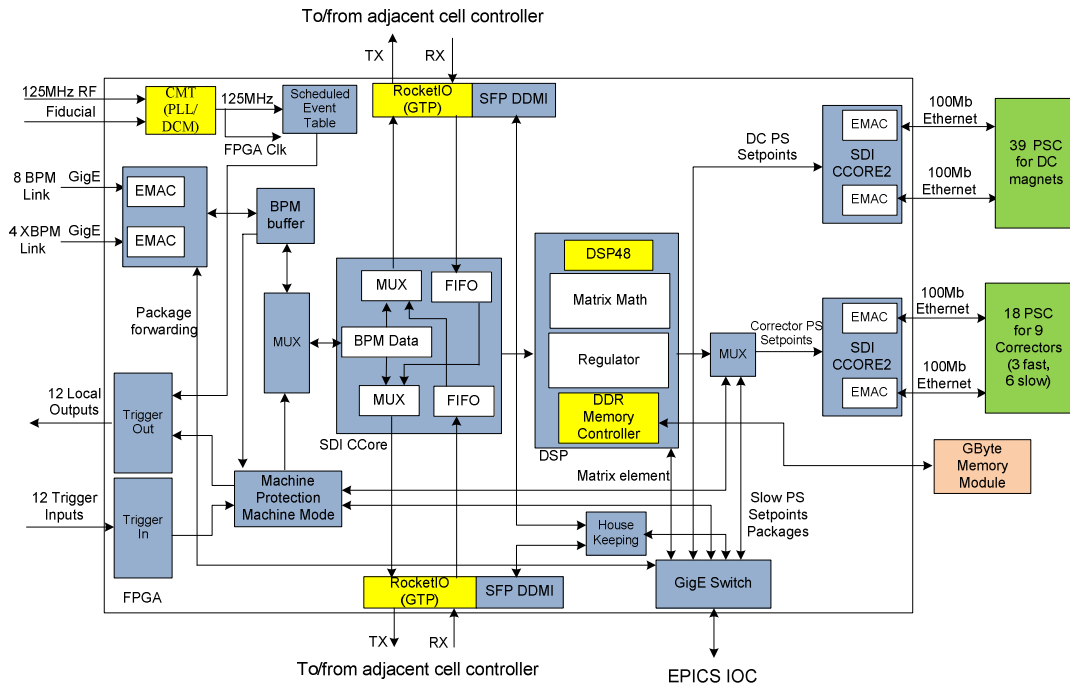 To/from adjacent cell controller
TX
RX
125MHz RF
Fiducial
CMT
(PLL/
DCM)
125MHz
FPGA Clk
Scheduled
Event
Table
RocketIO
(GTP)
SFP DDMI
8 BPM
Link
GigE
EMAC
4 XBPM
Link
GigE
EMAC
BPM
buffer
Package
forwarding
MUX
MUX
FIFO
BPM Data
MUX
FIFO
SDI CCore
DSP48
Matrix Math
Regulator
DDR
Memory
Controller
DSP
Matrix element
DC PS
Setpoints
EMAC
SDI
CCORE2
EMAC
100Mb
Ethernet
100Mb
Ethernet
39 PSC
for DC
magnets
MUX
Corrector PS
Setpoints
EMAC
SDI
CCORE2
EMAC
100Mb
Ethernet
100Mb
Ethernet
18 PSC
for 9
Correctors
(3 fast,
6 slow)
GByte
Memory
Module
12 Local
Outputs
Trigger
Out
12 Trigger
Inputs
Trigger
In
FPGA
Machine
Protection
Machine Mode
House
Keeping
Slow PS
Setpoints
Packages
GigE Switch
RocketIO
(GTP)
SFP DDMI
TX
RX
To/from adjacent cell controller
EPICS IOC